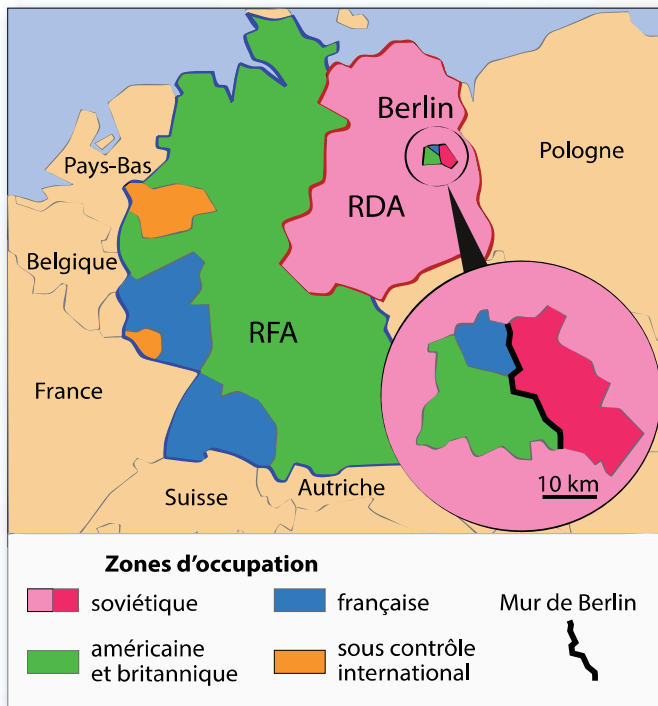 Berlin
Pays-Bas
Pologne
RDA
Belgique
RFA
France
10 km
Suisse
Autriche
Zones d'occupation
soviétique
française
Mur de Berlin
américaine
et britannique
sous contrôle
international